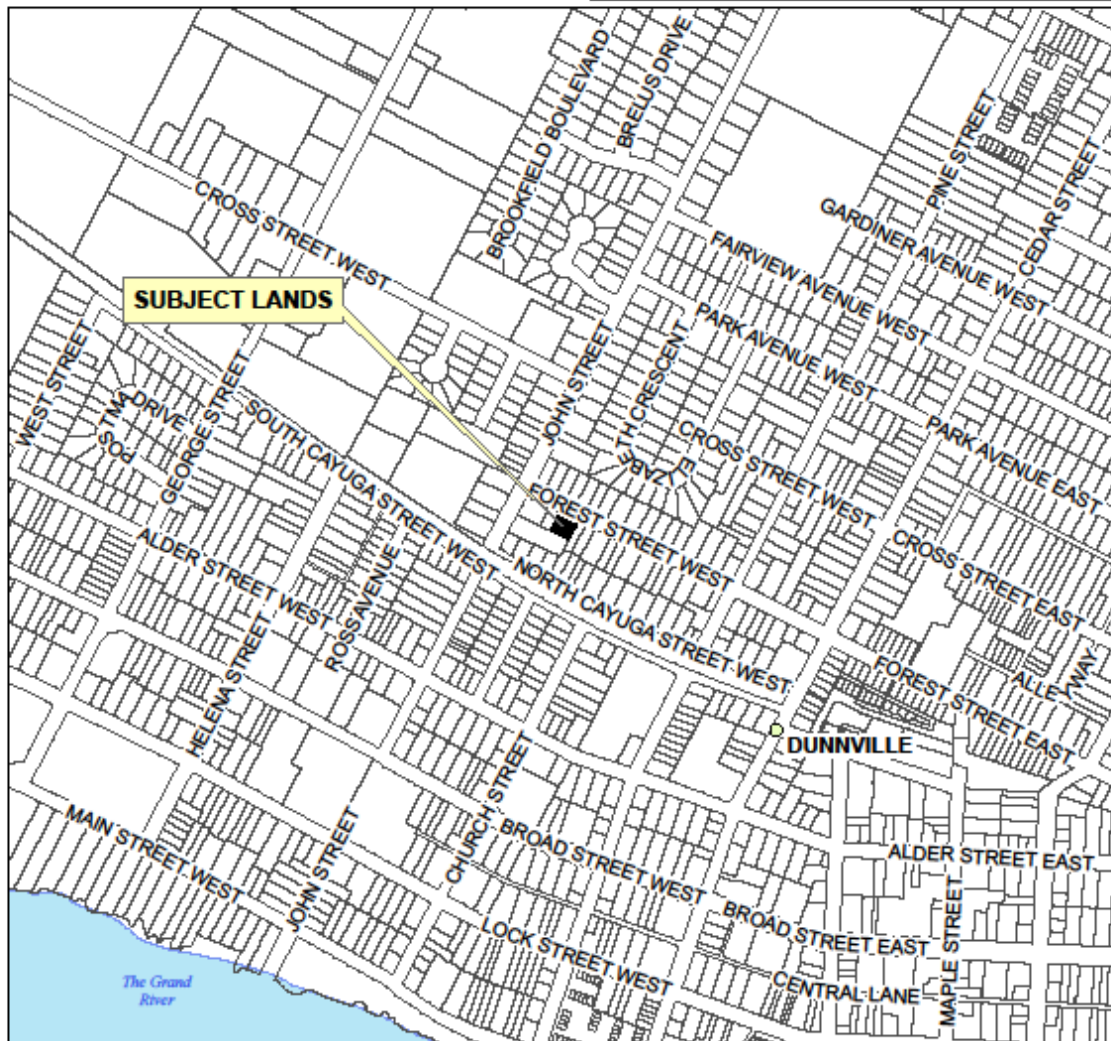 BROOKFIELD BOULEVARD
BRELUS DRIVE
PINE STREET
CEDAR STREET
CROSS STREET WEST
GARDINER AVENUE WEST
FAIRVIEW AVENUE WEST
SUBJECT LANDS
PARK AVENUE WEST
WEST STREET
POSTMA DRIVE
GEORGE STREET
SOUTH CAYUGA STREET WEST
JOHN STREET
ELIZABETH CRESCENT
CROSS STREET WEST
PARK AVENUE EAST
FOREST STREET WEST
ALDER STREET WEST
ROSS AVENUE
NORTH CAYUGA STREET WEST
CROSS STREET EAST
HELENA STREET
ALLEYWAY
FOREST STREET EAST
DUNNVILLE
MAIN STREET WEST
JOHN STREET
CHURCH STREET
BROAD STREET WEST
ALDER STREET EAST
LOCK STREET WEST
BROAD STREET EAST
MAPLE STREET
CENTRAL LANE
The Grand
River